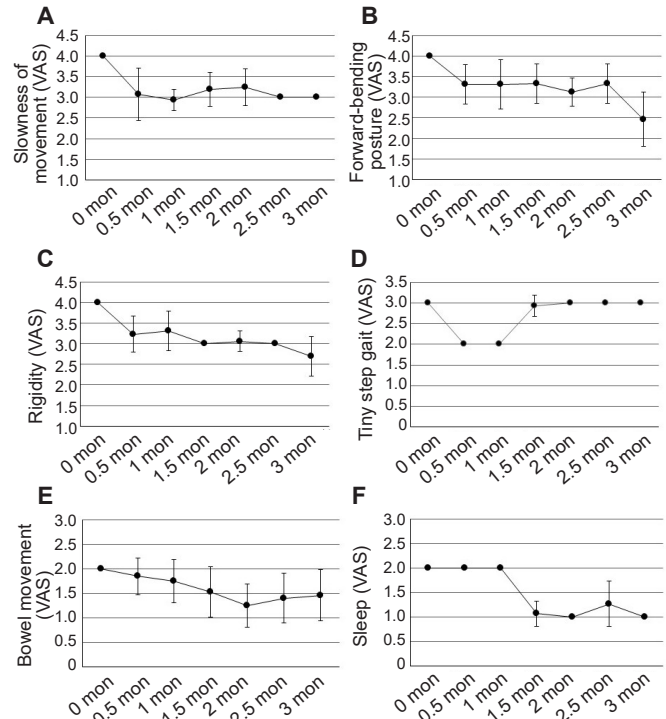 A
Slowness of
movement (VAS)
4.5
4.0
3.5
3.0
2.5
2.0
1.5
1.0
0 mon
0.5 mon
1 mon
1.5 mon
2 mon
2.5 mon
3 mon
B
Forward-bending
posture (VAS)
4.5
4.0
3.5
3.0
2.5
2.0
1.5
1.0
0 mon
0.5 mon
1 mon
1.5 mon
2 mon
2.5 mon
3 mon
C
Rigidity (VAS)
4.5
4.0
3.5
3.0
2.5
2.0
1.5
1.0
0 mon
0.5 mon
1 mon
1.5 mon
2 mon
2.5 mon
3 mon
D
Tiny step gait (VAS)
3.5
3.0
2.5
2.0
1.5
1.0
0.5
0
0 mon
0.5 mon
1 mon
1.5 mon
2 mon
2.5 mon
3 mon
E
Bowel movement
(VAS)
3.0
2.5
2.0
1.5
1.0
0.5
0
0 mon
0.5 mon
1 mon
1.5 mon
2 mon
2.5 mon
3 mon
F
Sleep (VAS)
3.0
2.5
2.0
1.5
1.0
0.5
0
0 mon
0.5 mon
1 mon
1.5 mon
2 mon
2.5 mon
3 mon